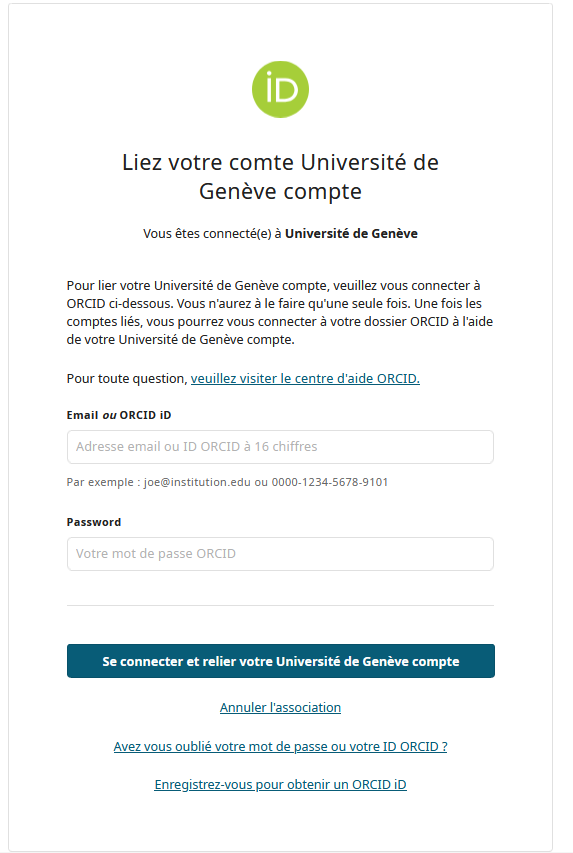 iD
Liez votre comte Université de
Genève compte
Vous êtes connecté(e) à Université de Genève
Pour lier votre Université de Genève compte, veuillez vous connecter à
ORCID ci-dessous. Vous n'aurez à le faire qu'une seule fois. Une fois les
comptes liés, vous pourrez vous connecter à votre dossier ORCID à l'aide
de votre Université de Genève compte.
Pour toute question, veuillez visiter le centre d'aide ORCID.
Email ou ORCID iD
Adresse email ou ID ORCID à 16 chiffres
Par exemple : joe@institution.edu ou 0000-1234-5678-9101
Password
Votre mot de passe ORCID
Se connecter et relier votre Université de Genève compte
Annuler l'association
Avez vous oublié votre mot de passe ou votre ID ORCID ?
Enregistrez-vous pour obtenir un ORCID iD